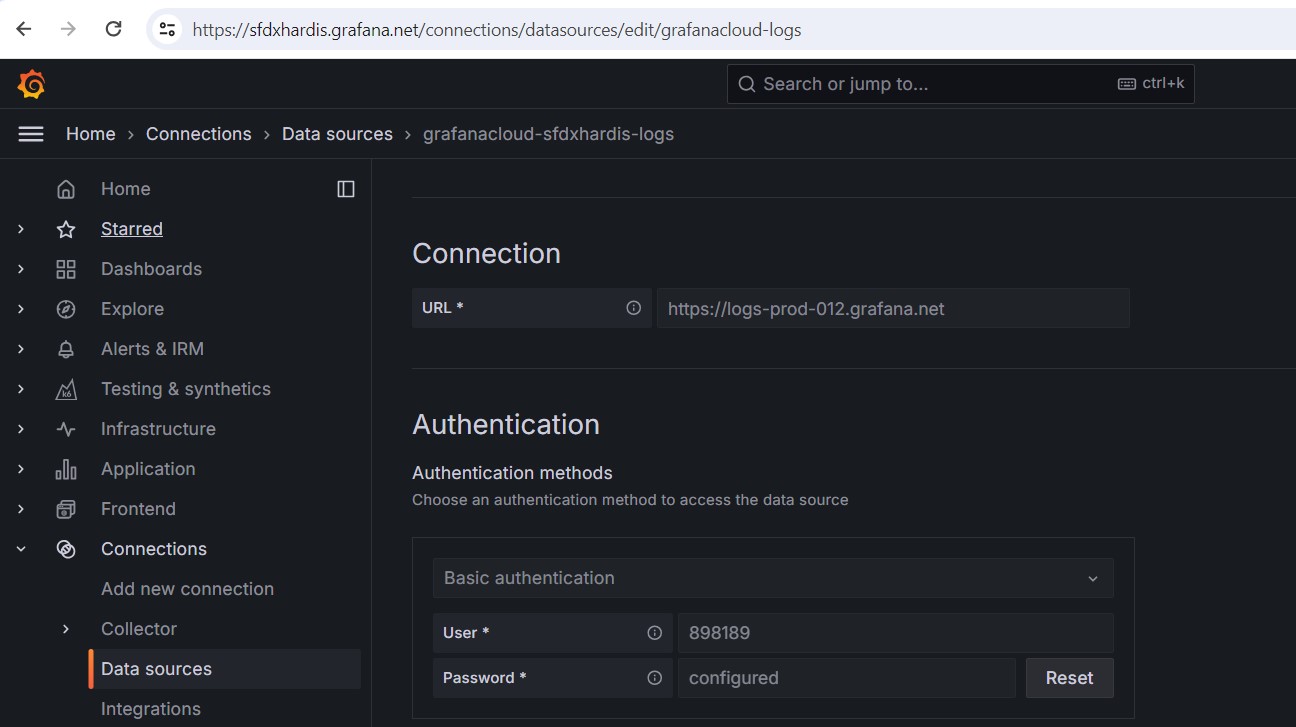 https://sfdxhardis.grafana.net/connections/datasources/edit/grafanacloud-logs
Search or jump to... ctrl+k
Home › Connections › Data sources › grafanacloud-sfdxhardis-logs
Home
Starred
Dashboards
Explore
Alerts & IRM
Testing & synthetics
k6
Infrastructure
Application
Frontend
Connections
Add new connection
Collector
Data sources
Integrations
Connection
URL * https://logs-prod-012.grafana.net
Authentication
Authentication methods
Choose an authentication method to access the data source
Basic authentication
User * 898189
Password * configured Reset